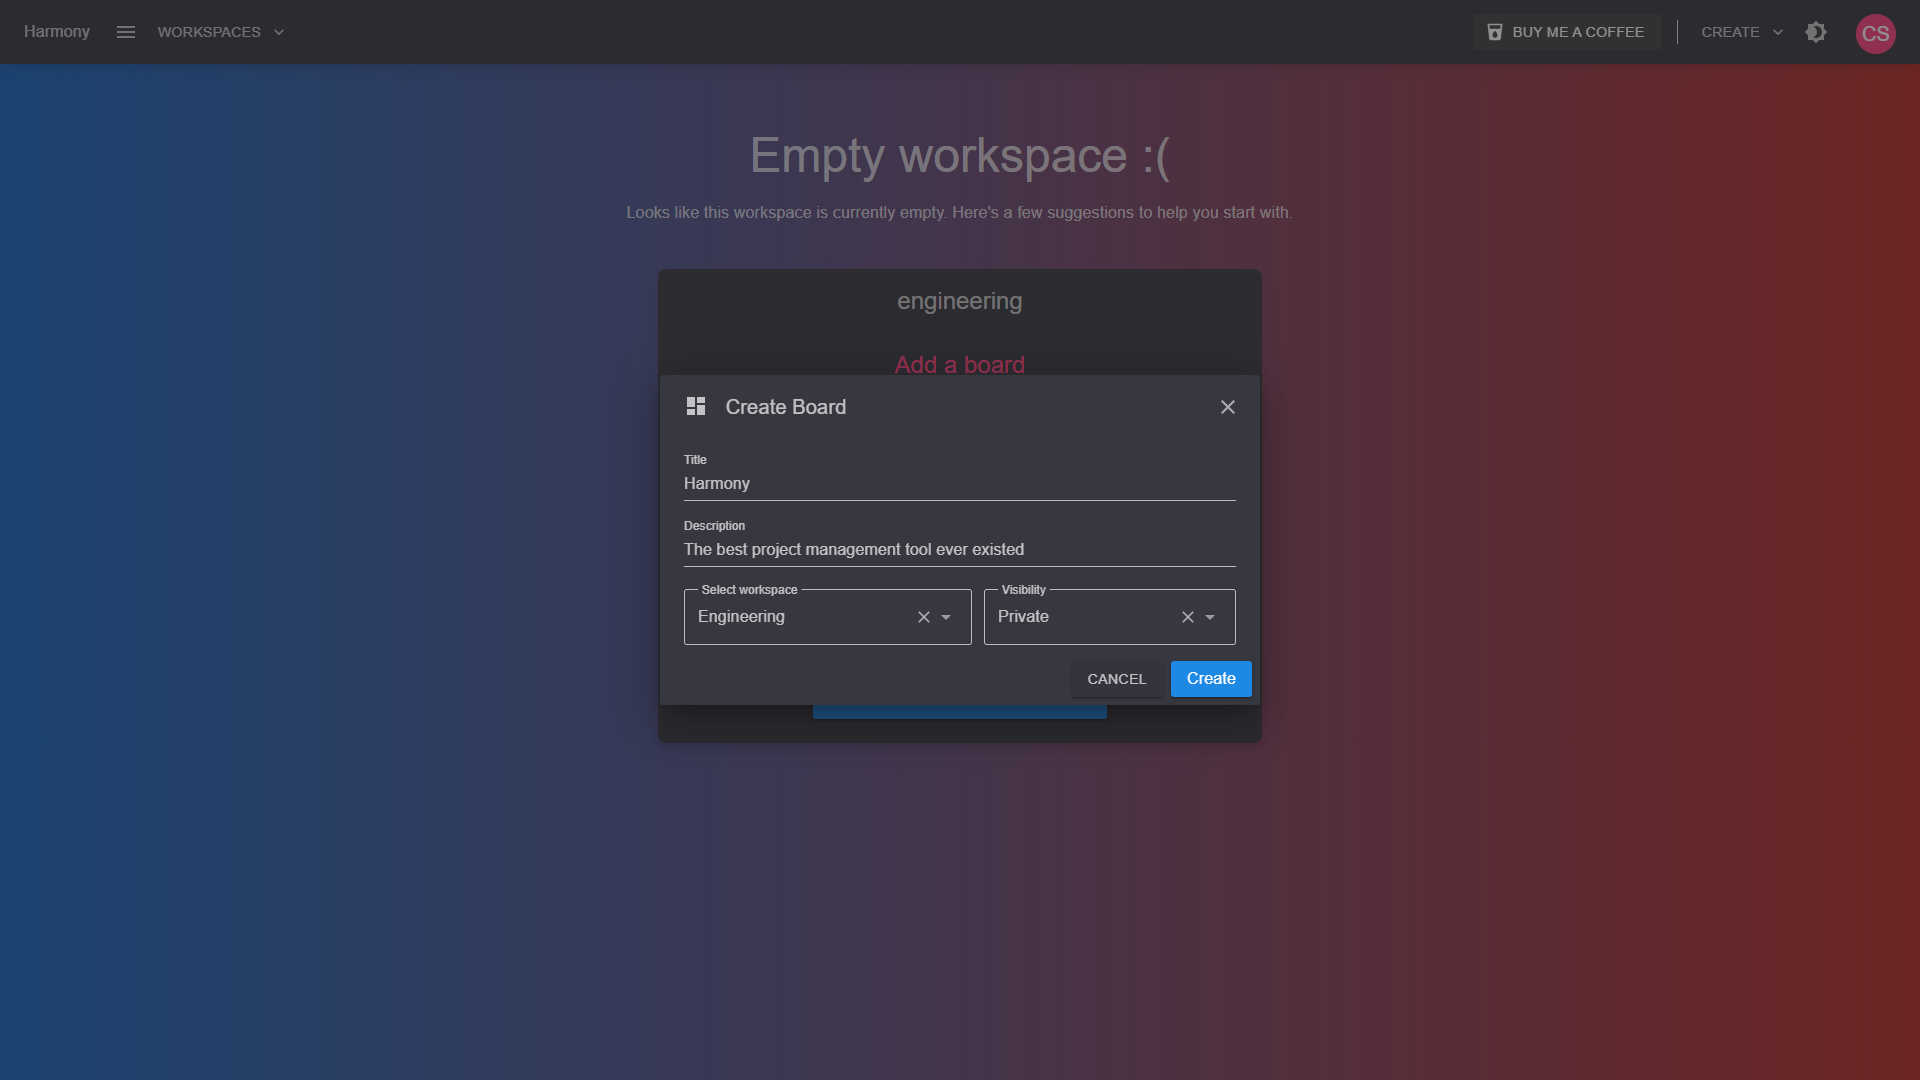 Harmony
WORKSPACES
BUY ME A COFFEE
CREATE
CS
Empty workspace :(
Looks like this workspace is currently empty. Here's a few suggestions to help you start with.
engineering
Add a board
Create Board
Title
Harmony
Description
The best project management tool ever existed
Select workspace
Visibility
Engineering
Private
CANCEL
Create